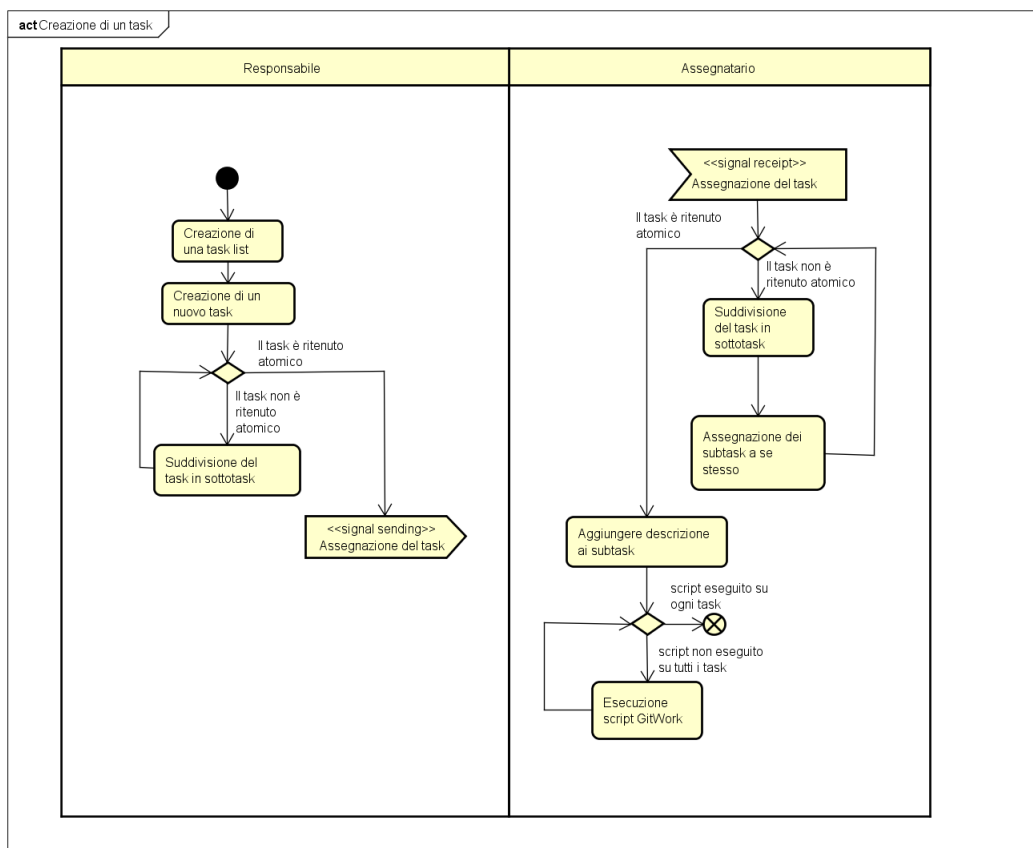 act Creazione di un task
Responsabile
Assegnatario
Creazione di
una task list
Creazione di un
nuovo task
Il task è ritenuto
atomico
Il task non è
ritenuto
atomico
Suddivisione del
task in sottotask
<<signal sending>>
Assegnazione del task
<<signal receipt>>
Assegnazione del task
Il task è ritenuto
atomico
Il task non è
ritenuto atomico
Suddivisione
del task in
sottotask
Assegnazione dei
subtask a se
stesso
Aggiungere descrizione
ai subtask
script eseguito su
ogni task
script non eseguito
su tutti i task
Esecuzione
script GitWork